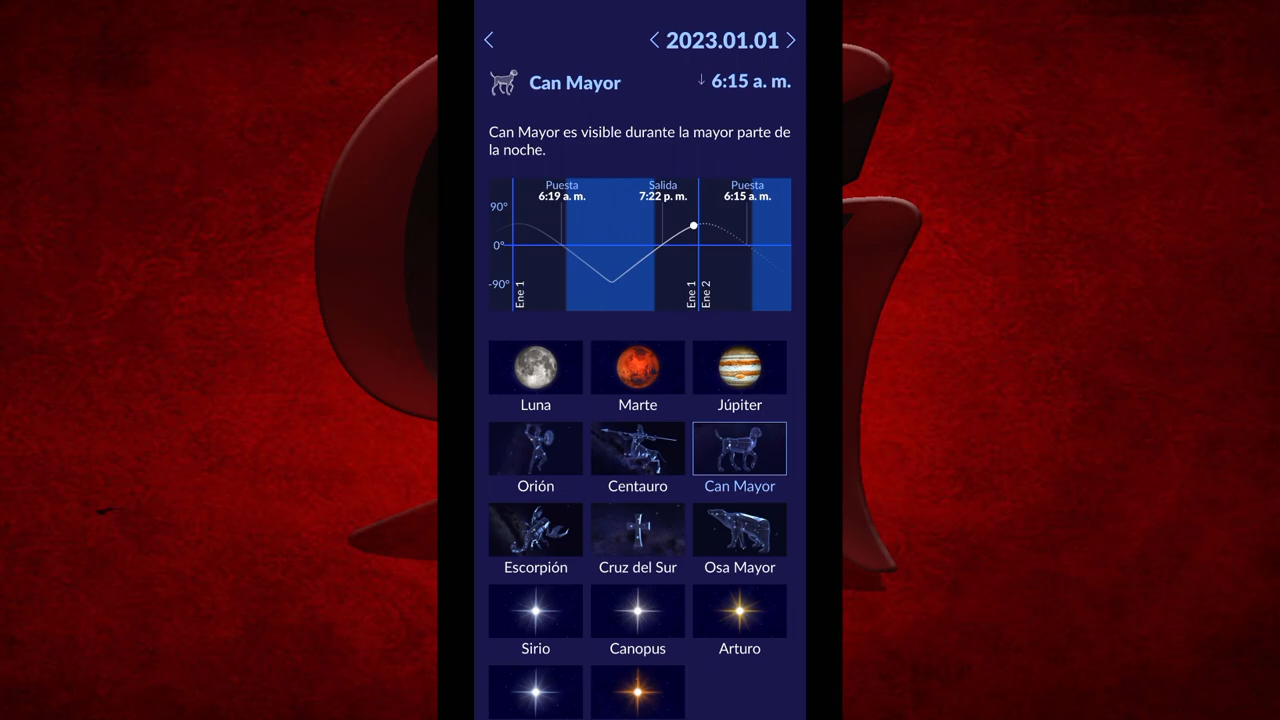 2023.01.01
Can Mayor
↓ 6:15 a. m.
Can Mayor es visible durante la mayor parte de
la noche.
Puesta
6:19 a. m.
Salida
7:22 p. m.
Puesta
6:15 a. m.
90°
0°
-90°
Ene 1
Ene 1
Ene 2
Luna
Marte
Júpiter
Orión
Centauro
Can Mayor
Escorpión
Cruz del Sur
Osa Mayor
Sirio
Canopus
Arturo